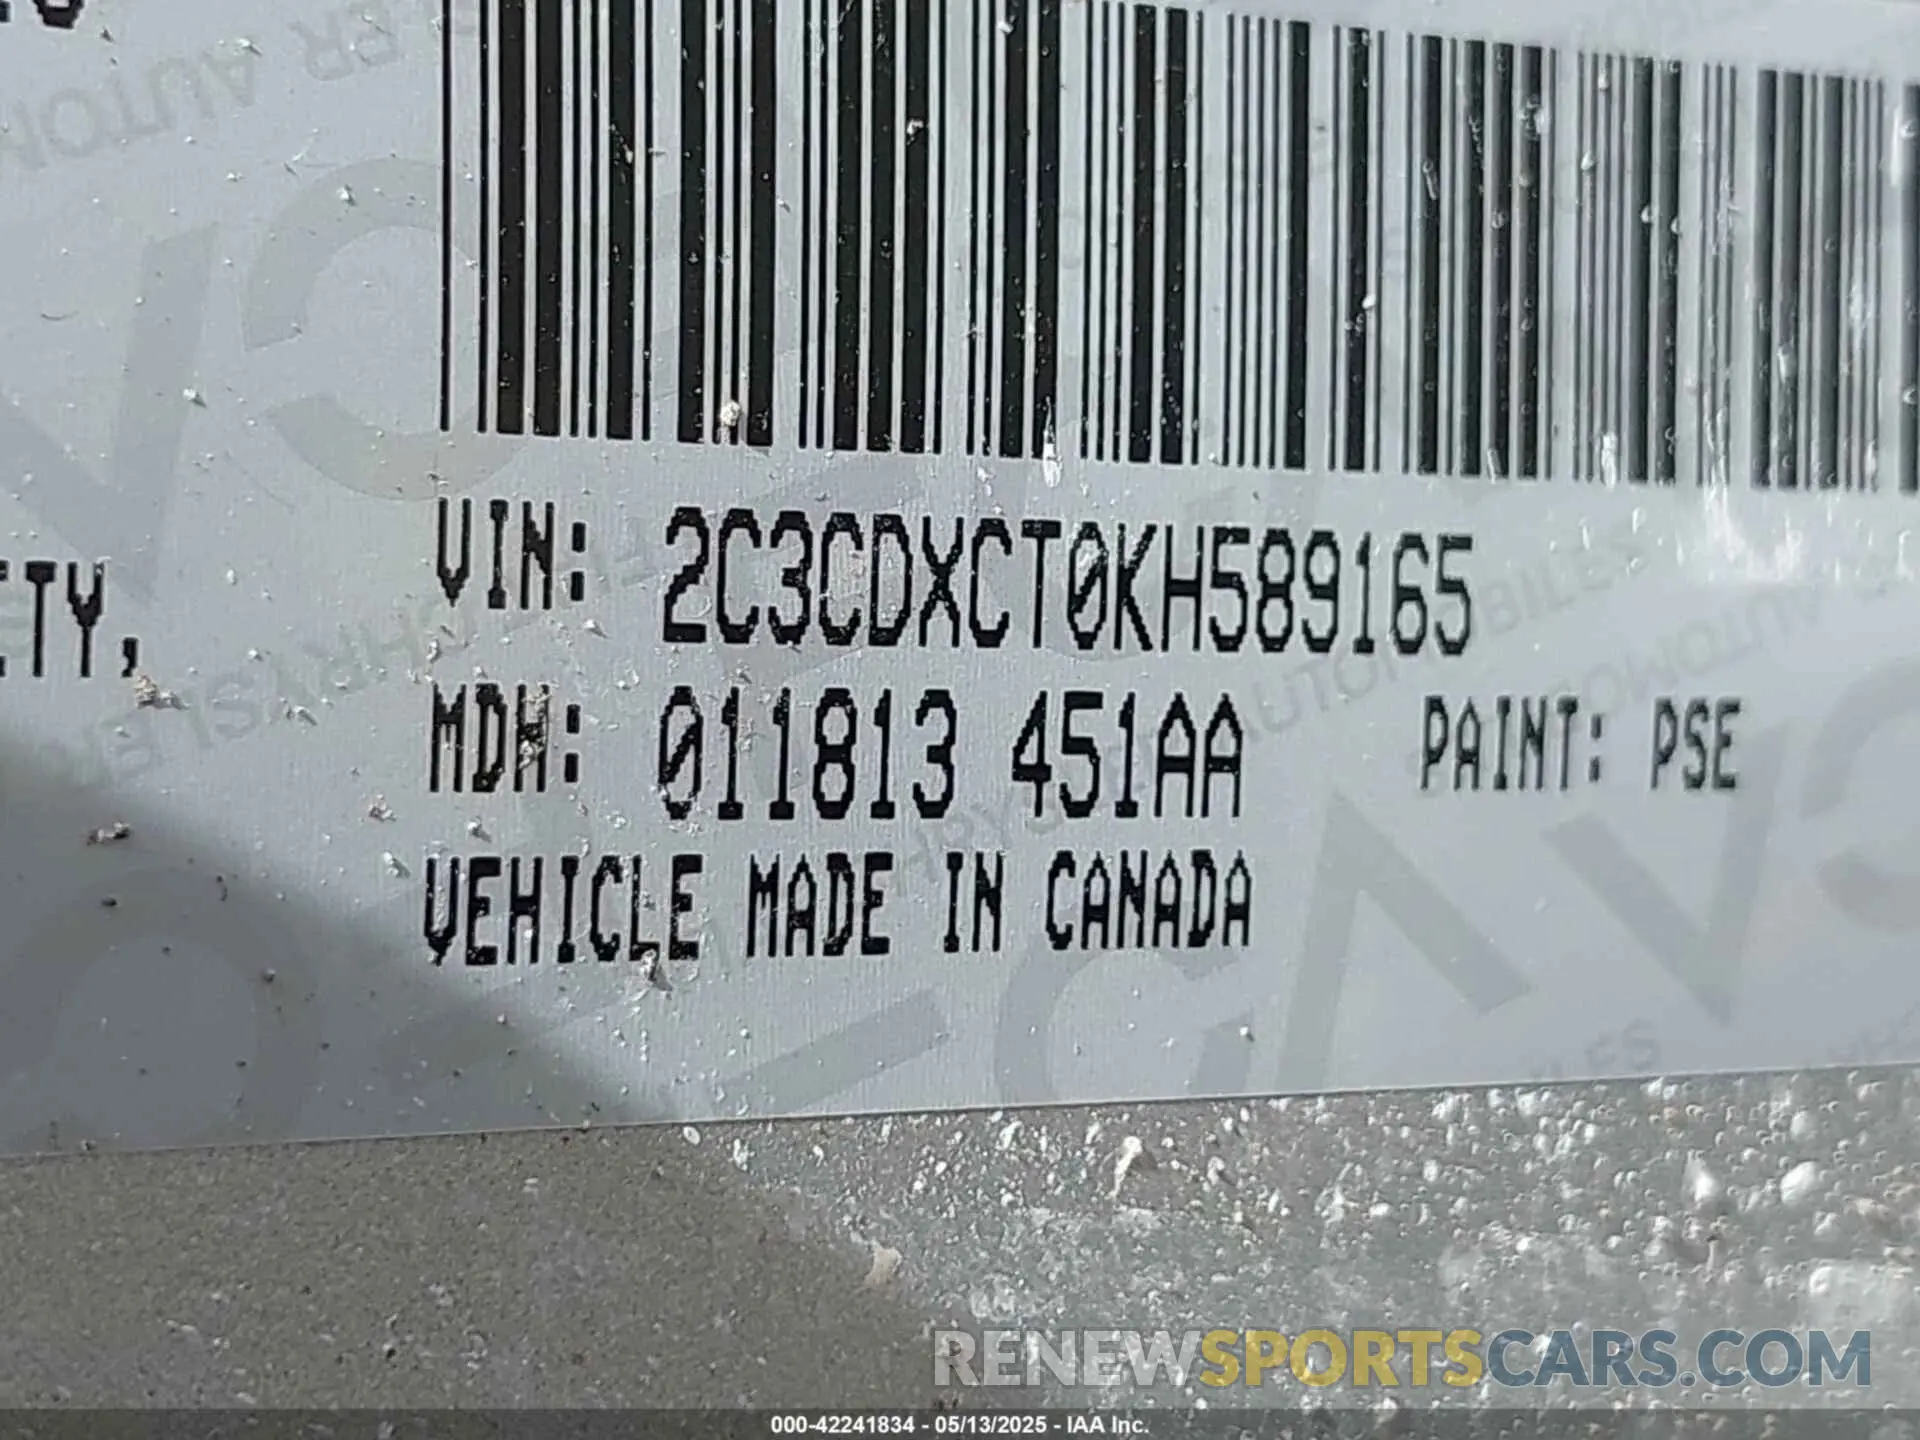 VIN: 2C3CDXCT0KH589165
TY,
MDH: 011813 451AA PAINT: PSE
VEHICLE MADE IN CANADA
RENEWSPORTSCARS.COM
000-42241834 - 05/13/2025 - IAA Inc.